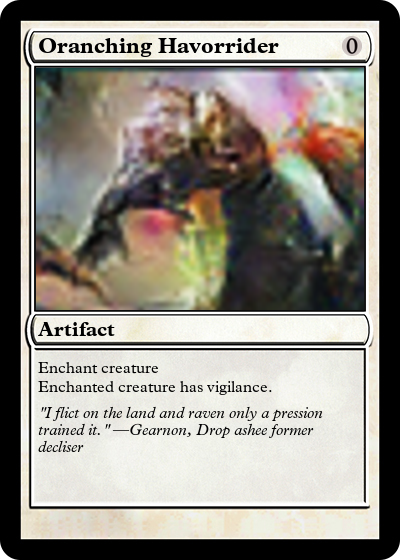 Oranching Havorrider 0
Artifact
Enchant creature
Enchanted creature has vigilance.
"I flict on the land and raven only a pression
trained it." —Gearnon, Drop ashee former
decliser